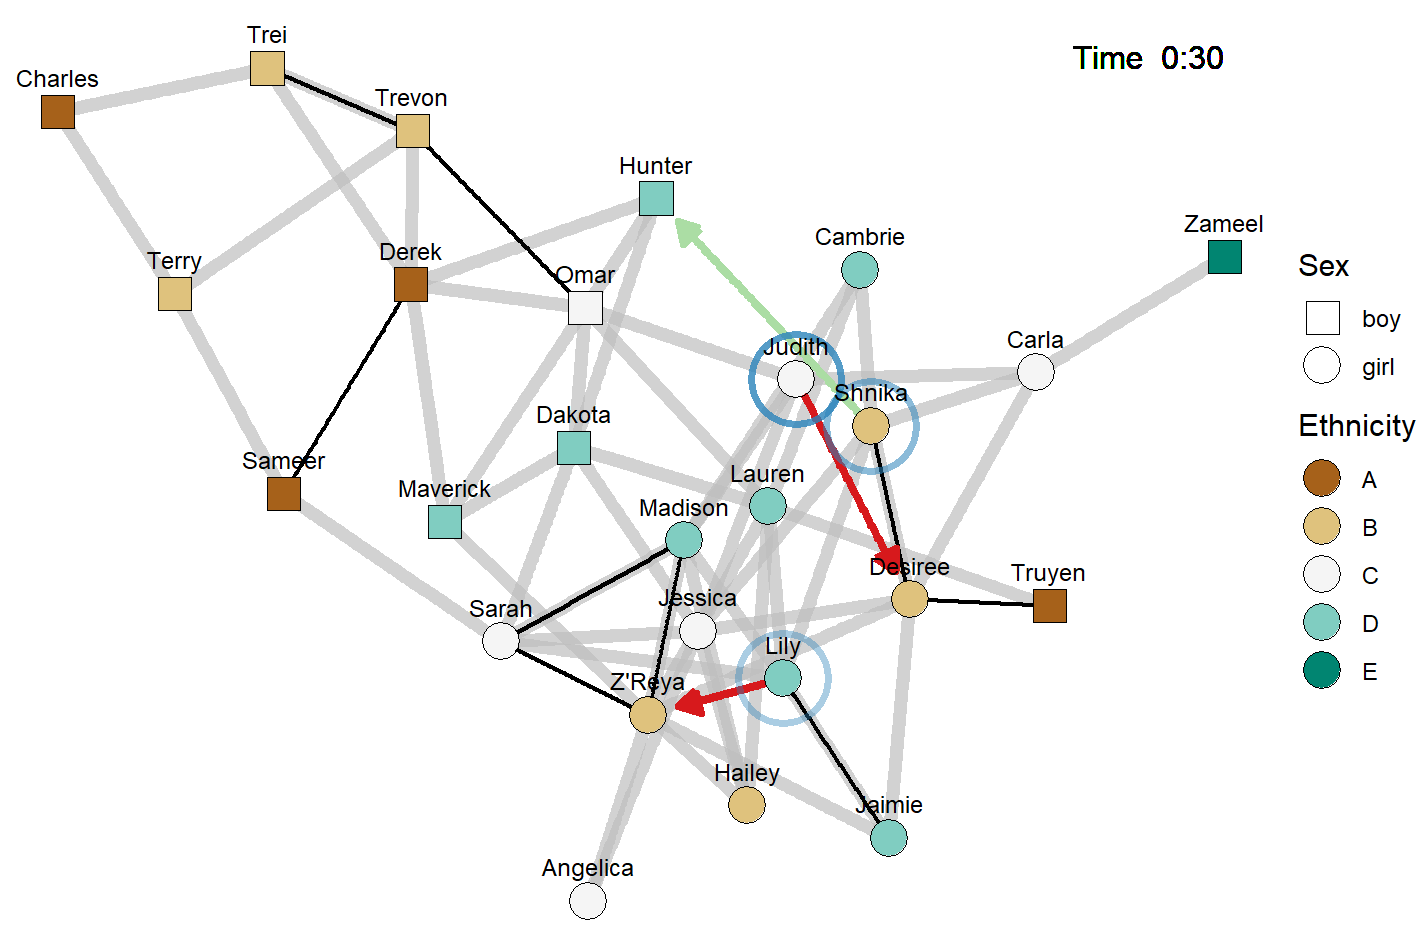 Trei
Time 0:30
Charles
Trevon
Hunter
Zameel
Cambrie
Terry
Derek
Omar
Sex
boy
girl
Judith
Carla
Shnika
Dakota
Ethnicity
Sameer
Maverick
Lauren
Madison
A
B
C
D
E
Desiree
Truyen
Jessica
Sarah
Lily
Z'Reya
Hailey
Jaimie
Angelica